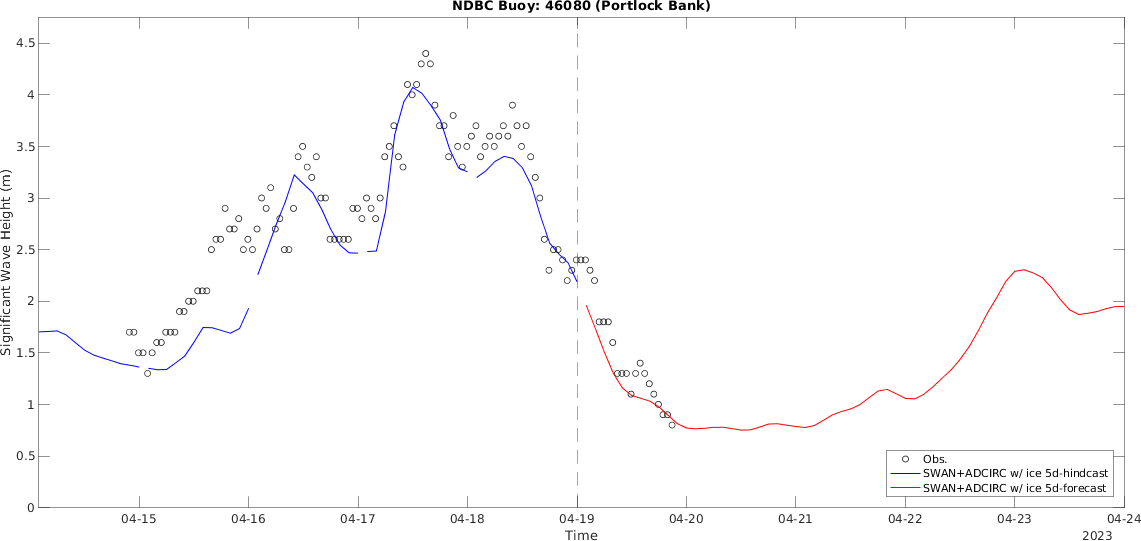 NDBC Buoy: 46080 (Portlock Bank)
Significant Wave Height (m)
4.5
4
3.5
3
2.5
2
1.5
1
0.5
0
Obs.
SWAN+ADCIRC w/ ice 5d-hindcast
SWAN+ADCIRC w/ ice 5d-forecast
04-15 04-16 04-17 04-18 04-19 04-20 04-21 04-22 04-23 04-24
Time
2023